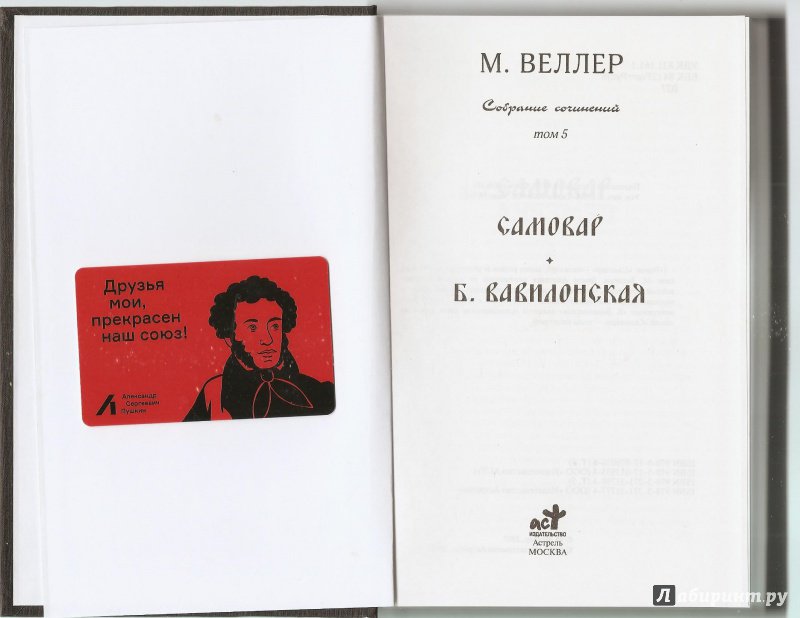 Друзья
мои,
прекрасен
наш союз!
Александр
Сергеевич
Пушкин
М. ВЕЛЛЕР
Собрание сочинений
том 5
САМОВАР
Б. ВАВИЛОНСКАЯ
аст
ИЗДАТЕЛЬСТВО
Астрель
МОСКВА
Лабиринт.ру